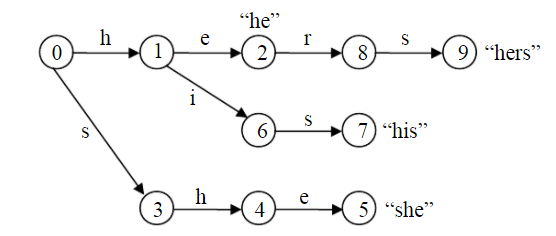 “he”
h e r s
0 1 2 8 9 “hers”
i
s s
6 7 “his”
h e
3 4 5 “she”